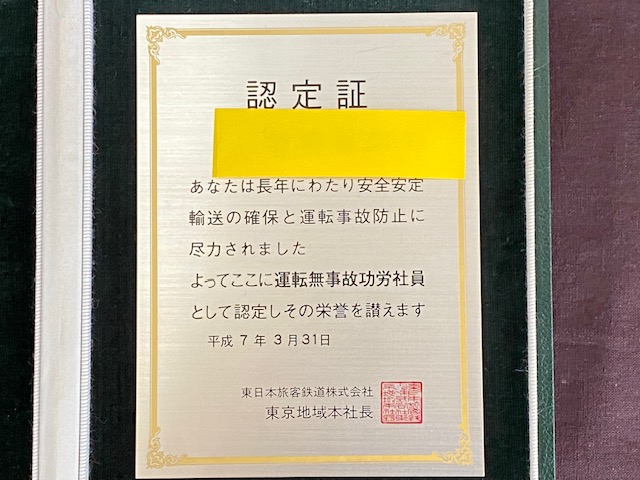 認定証
あなたは長年にわたり安全安定
輸送の確保と運転事故防止に
尽力されました
よってここに運転無事故功労社員
として認定しその栄誉を讃えます
平成7年3月31日
東日本旅客鉄道株式会社
東京地域本社長